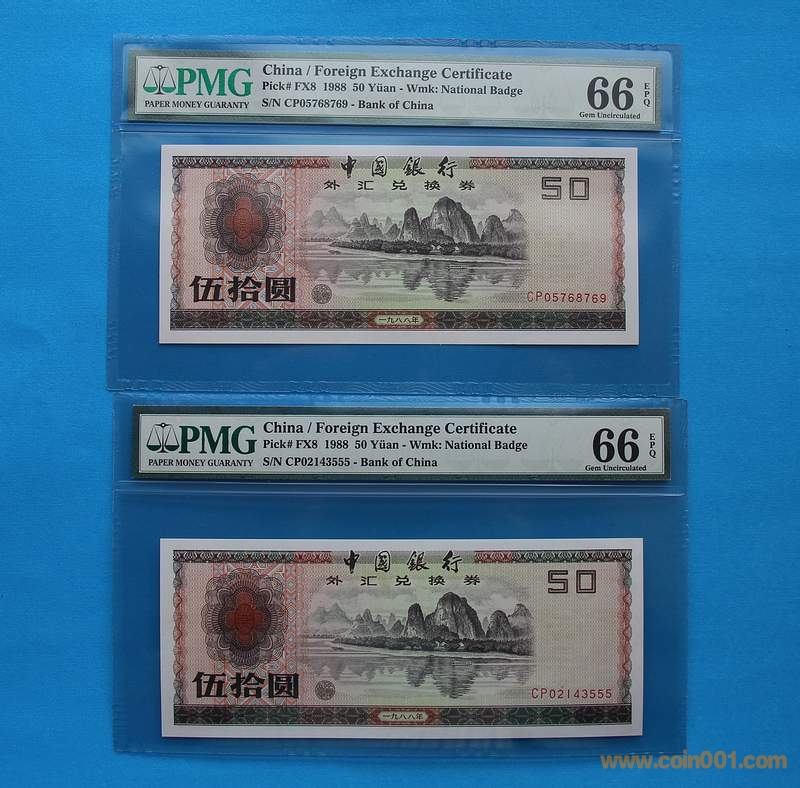 PMG
PAPER MONEY GUARANTY
China / Foreign Exchange Certificate
Pick# FX8 1988 50 Yüan - Wmk: National Badge
S/N CP05768769 - Bank of China
66 EPQ
Gem Uncirculated
中國銀行
外汇兑换券
50
伍拾圆
CP05768769
一九八八年
PMG
PAPER MONEY GUARANTY
China / Foreign Exchange Certificate
Pick# FX8 1988 50 Yüan - Wmk: National Badge
S/N CP02143555 - Bank of China
66 EPQ
Gem Uncirculated
中國銀行
外汇兑换券
50
伍拾圆
CP02143555
一九八八年
www.coin001.com